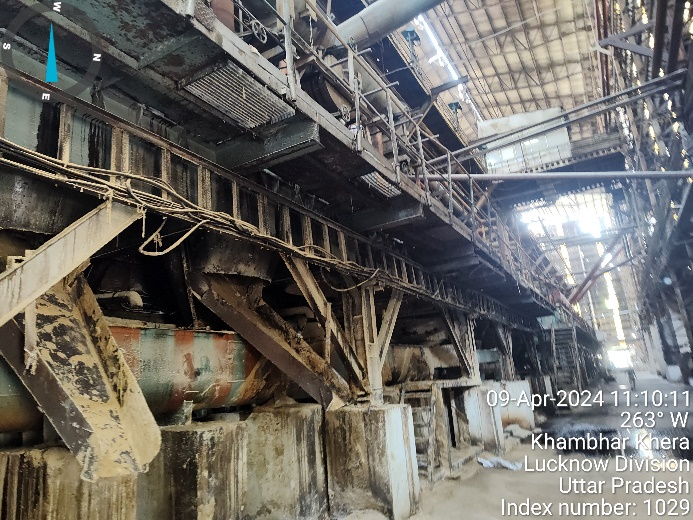 W
N
S
E
09-Apr-2024 11:10:11
263° W
Khambhar Khera
Lucknow Division
Uttar Pradesh
Index number: 1029